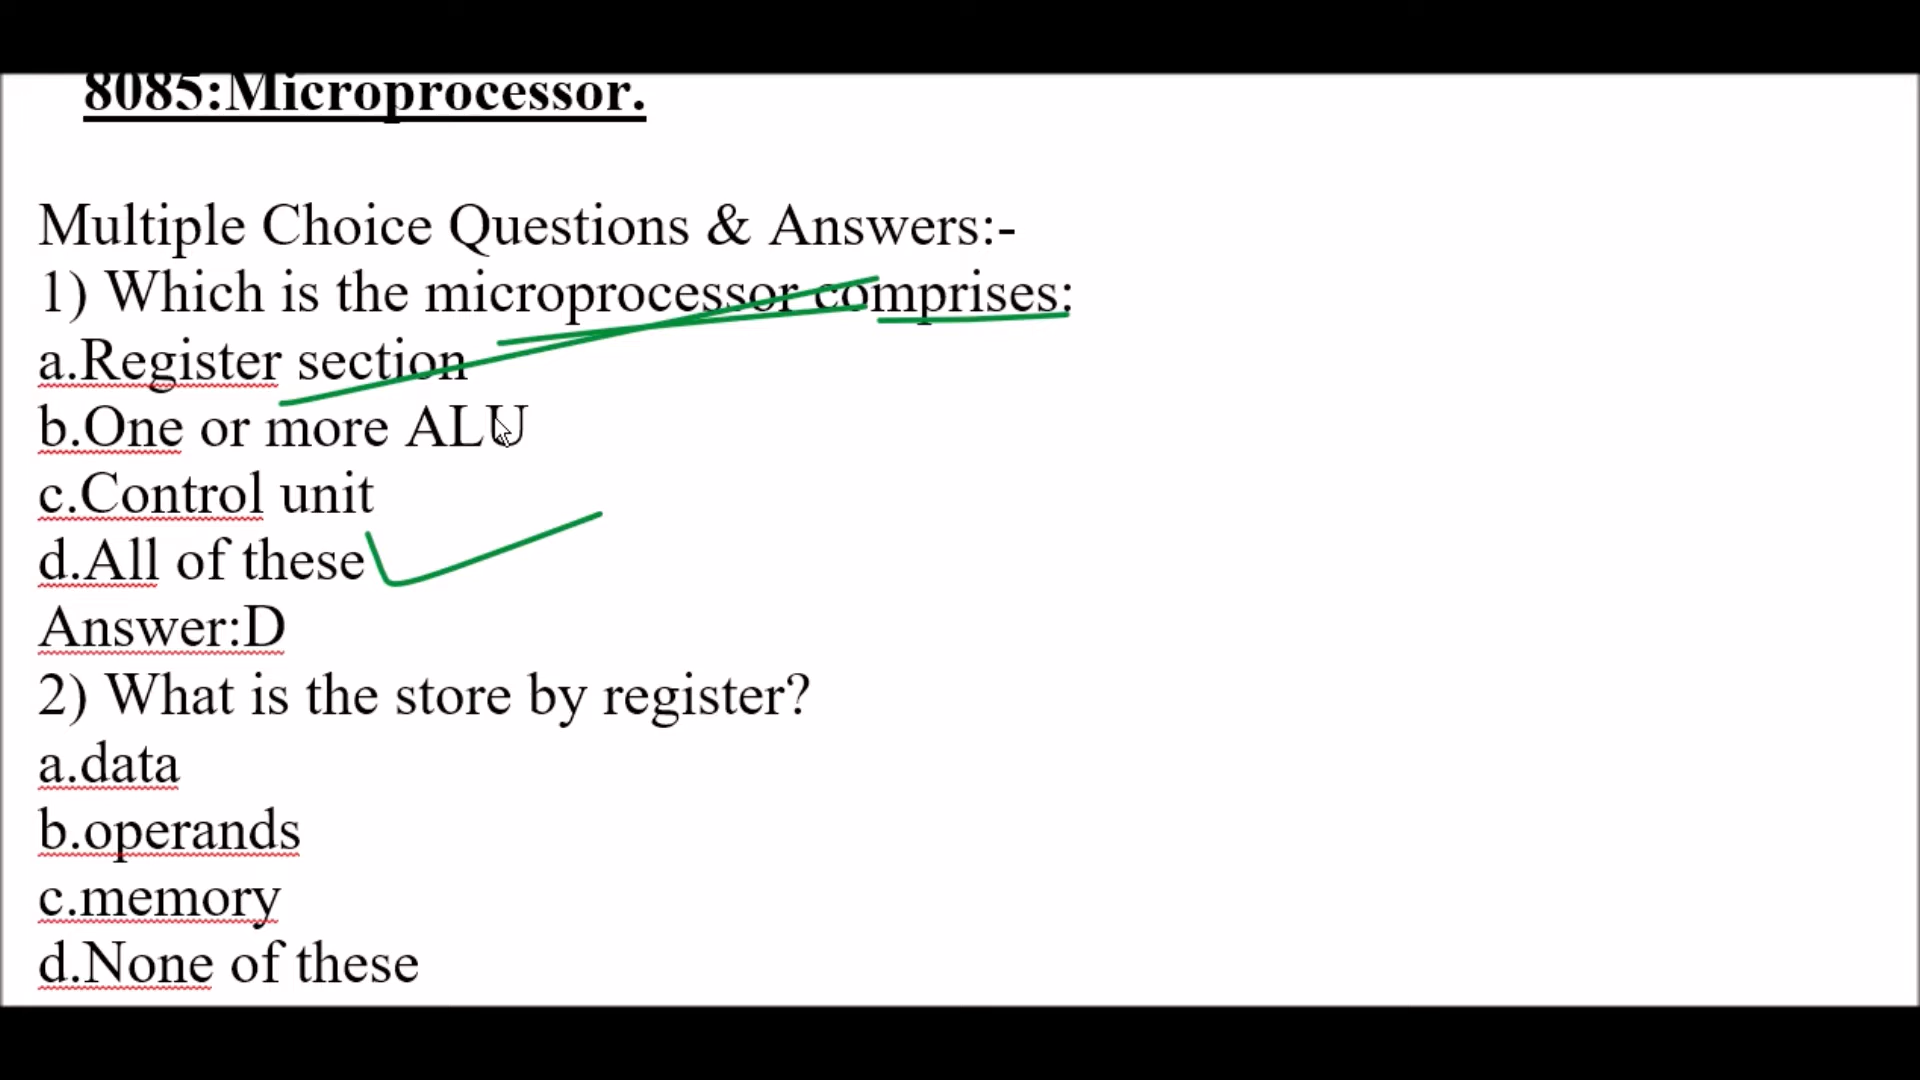 8085:Microprocessor.
Multiple Choice Questions & Answers:-
1) Which is the microprocessor comprises:
a.Register section
b.One or more ALU
c.Control unit
d.All of these
Answer:D
2) What is the store by register?
a.data
b.operands
c.memory
d.None of these